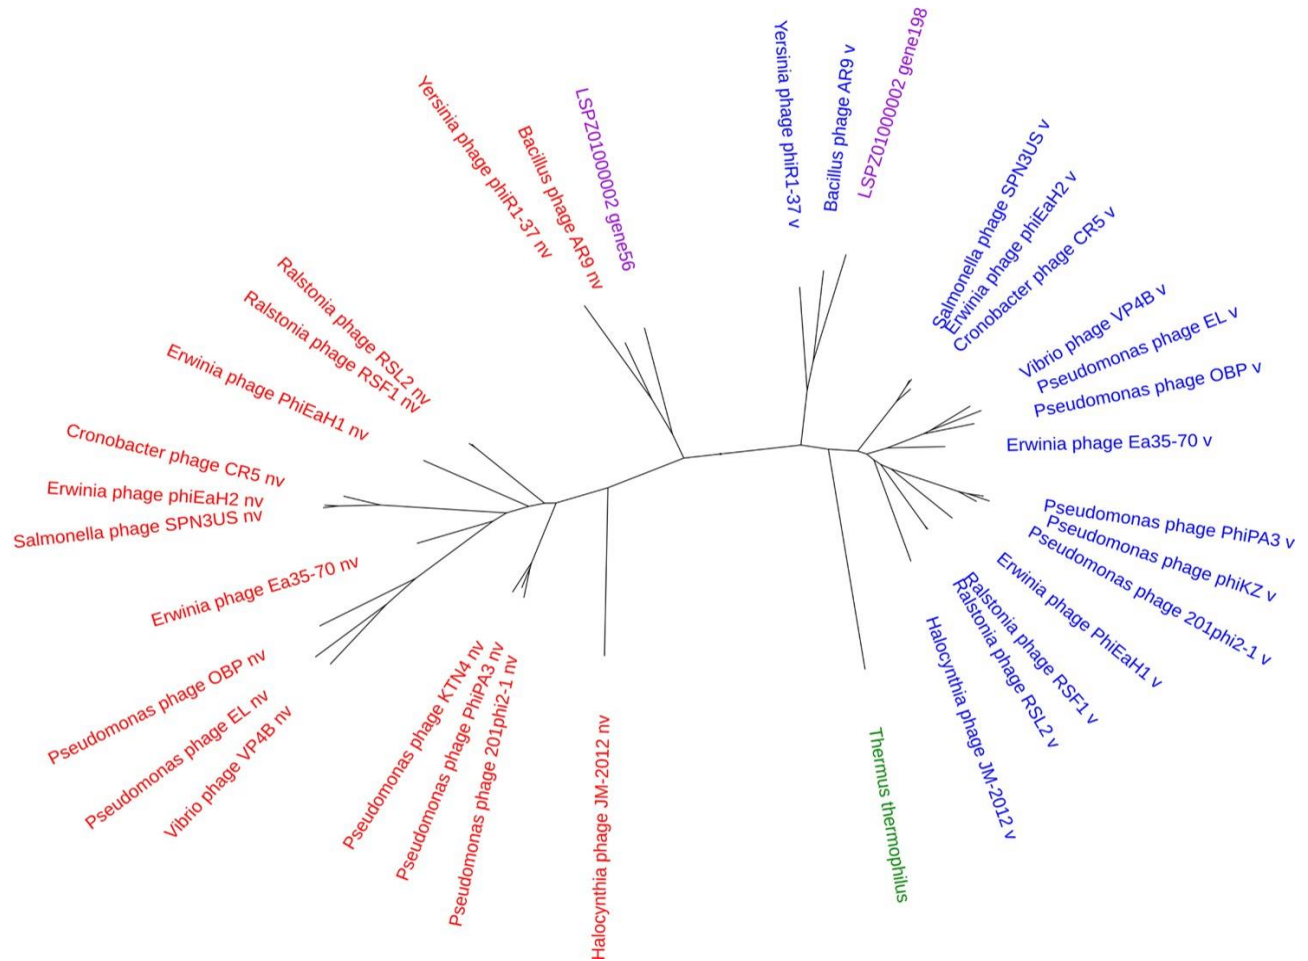 Yersinia phage phiR1-37 nv
Bacillus phage AR9 nv
LSPZ01000002 gene56
Yersinia phage phiR1-37 v
Bacillus phage AR9 v
LSPZ01000002 gene198
Salmonella phage SPN3US v
Erwinia phage phiEaH2 v
Cronobacter phage CR5 v
Vibrio phage VP4B v
Pseudomonas phage EL v
Pseudomonas phage OBP v
Erwinia phage Ea35-70 v
Pseudomonas phage PhiPA3 v
Pseudomonas phage phiKZ v
Pseudomonas phage 201phi2-1 v
Erwinia phage PhiEaH1 v
Ralstonia phage RSF1 v
Ralstonia phage RSL2 v
Halocynthia phage JM-2012 v
Thermus thermophilus
Halocynthia phage JM-2012 nv
Pseudomonas phage 201phi2-1 nv
Pseudomonas phage PhiPA3 nv
Pseudomonas phage KTN4 nv
Vibrio phage VP4B nv
Pseudomonas phage EL nv
Pseudomonas phage OBP nv
Erwinia phage Ea35-70 nv
Salmonella phage SPN3US nv
Erwinia phage phiEaH2 nv
Cronobacter phage CR5 nv
Erwinia phage PhiEaH1 nv
Ralstonia phage RSF1 nv
Ralstonia phage RSL2 nv